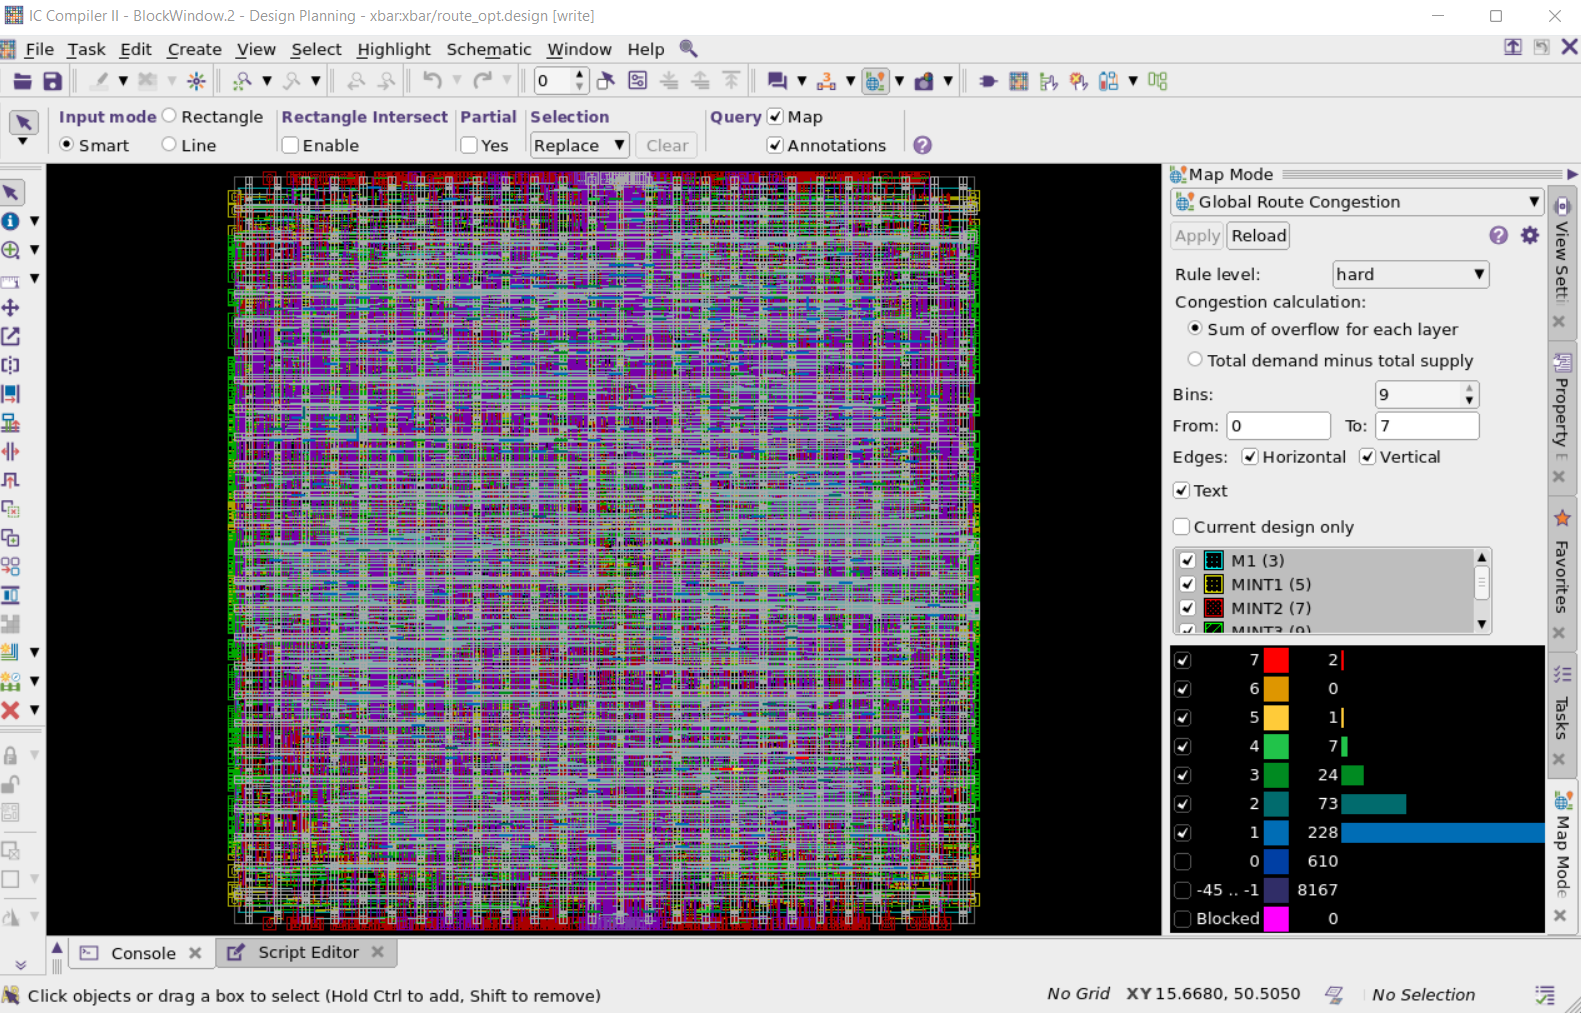 IC Compiler II - BlockWindow.2 - Design Planning - xbar:xbar/route_opt.design [write]
File Task Edit Create View Select Highlight Schematic Window Help
0
Input mode Rectangle Rectangle Intersect Partial Selection Query Map
Smart Line Enable Yes Replace Clear Annotations
Map Mode
Global Route Congestion
Apply Reload
Rule level: hard
Congestion calculation:
Sum of overflow for each layer
Total demand minus total supply
Bins: 9
From: 0 To: 7
Edges: Horizontal Vertical
Text
Current design only
M1 (3)
MINT1 (5)
MINT2 (7)
MINT3 (9)
7 2
6 0
5 1
4 7
3 24
2 73
1 228
0 610
-45 .. -1 8167
Blocked 0
View Setti
Property E
Favorites
Tasks
Map Mode
Console Script Editor
Click objects or drag a box to select (Hold Ctrl to add, Shift to remove) No Grid XY 15.6680, 50.5050 No Selection